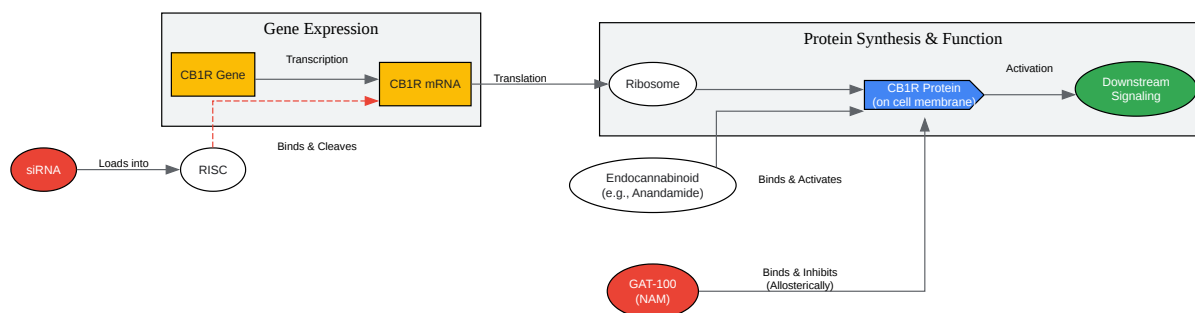 Gene Expression
CB1R Gene
Transcription
CB1R mRNA
Binds & Cleaves
siRNA
Loads into
RISC
Translation
Protein Synthesis & Function
Ribosome
CB1R Protein
(on cell membrane)
Activation
Downstream
Signaling
Endocannabinoid
(e.g., Anandamide)
Binds & Activates
GAT-100
(NAM)
Binds & Inhibits
(Allosterically)